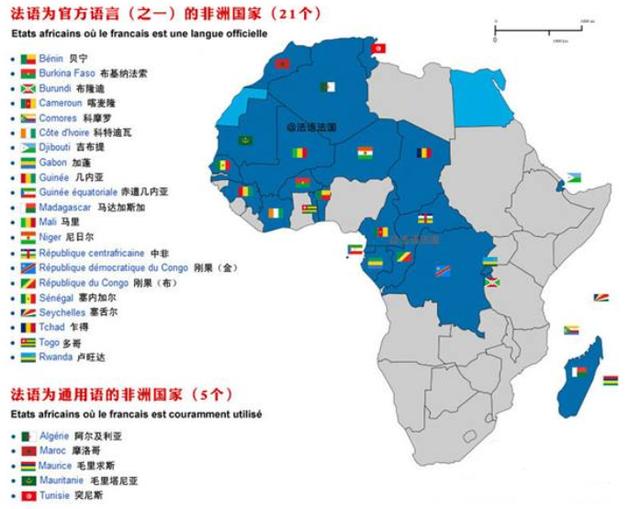 法语为官方语言（之一）的非洲国家（21个）
Etats africains où le francais est une langue officielle
Bénin 贝宁
Burkina Faso 布基纳法索
Burundi 布隆迪
Cameroun 喀麦隆
Comores 科摩罗
Côte d'Ivoire 科特迪瓦
Djibouti 吉布提
Gabon 加蓬
Guinée 几内亚
Guinée équatoriale 赤道几内亚
Madagascar 马达加斯加
Mali 马里
Niger 尼日尔
République centrafricaine 中非
République démocratique du Congo 刚果（金）
République du Congo 刚果（布）
Sénégal 塞内加尔
Seychelles 塞舌尔
Tchad 乍得
Togo 多哥
Rwanda 卢旺达
法语为通用语的非洲国家（5个）
Etats africains où le francais est couramment utilisé
Algérie 阿尔及利亚
Maroc 摩洛哥
Maurice 毛里求斯
Mauritanie 毛里塔尼亚
Tunisie 突尼斯
@法语法国